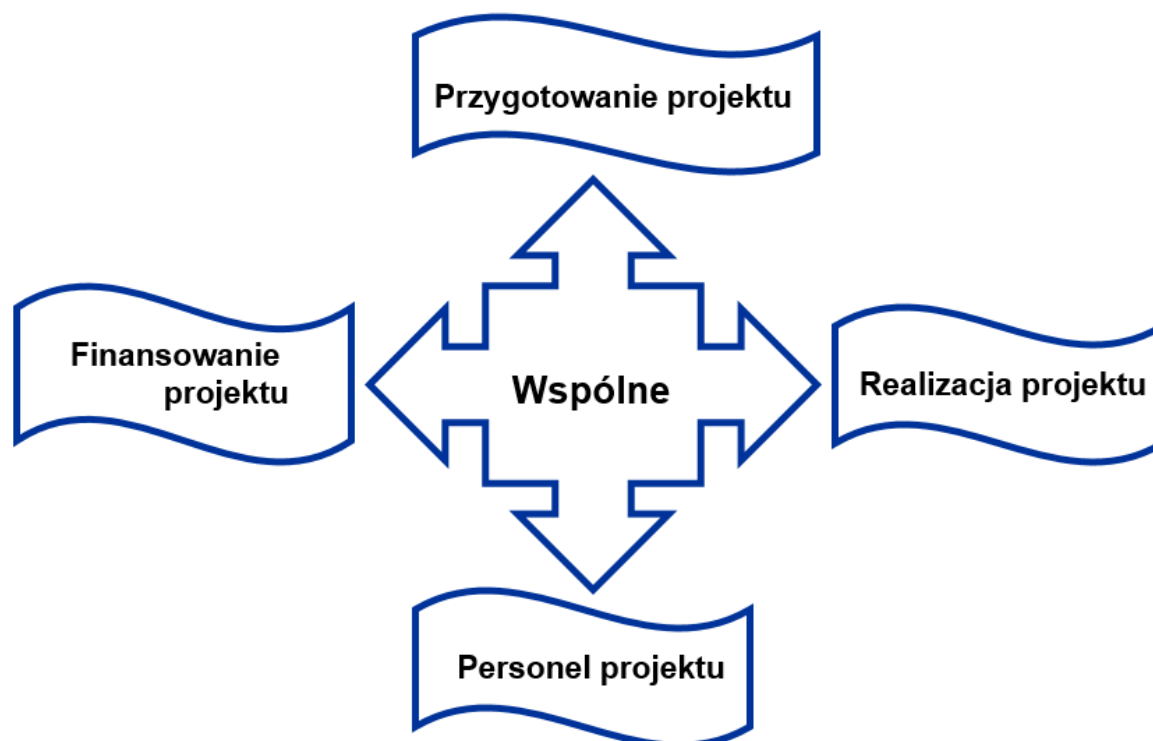 Przygotowanie projektu
Finansowanie
projektu
Wspólne
Realizacja projektu
Personel projektu